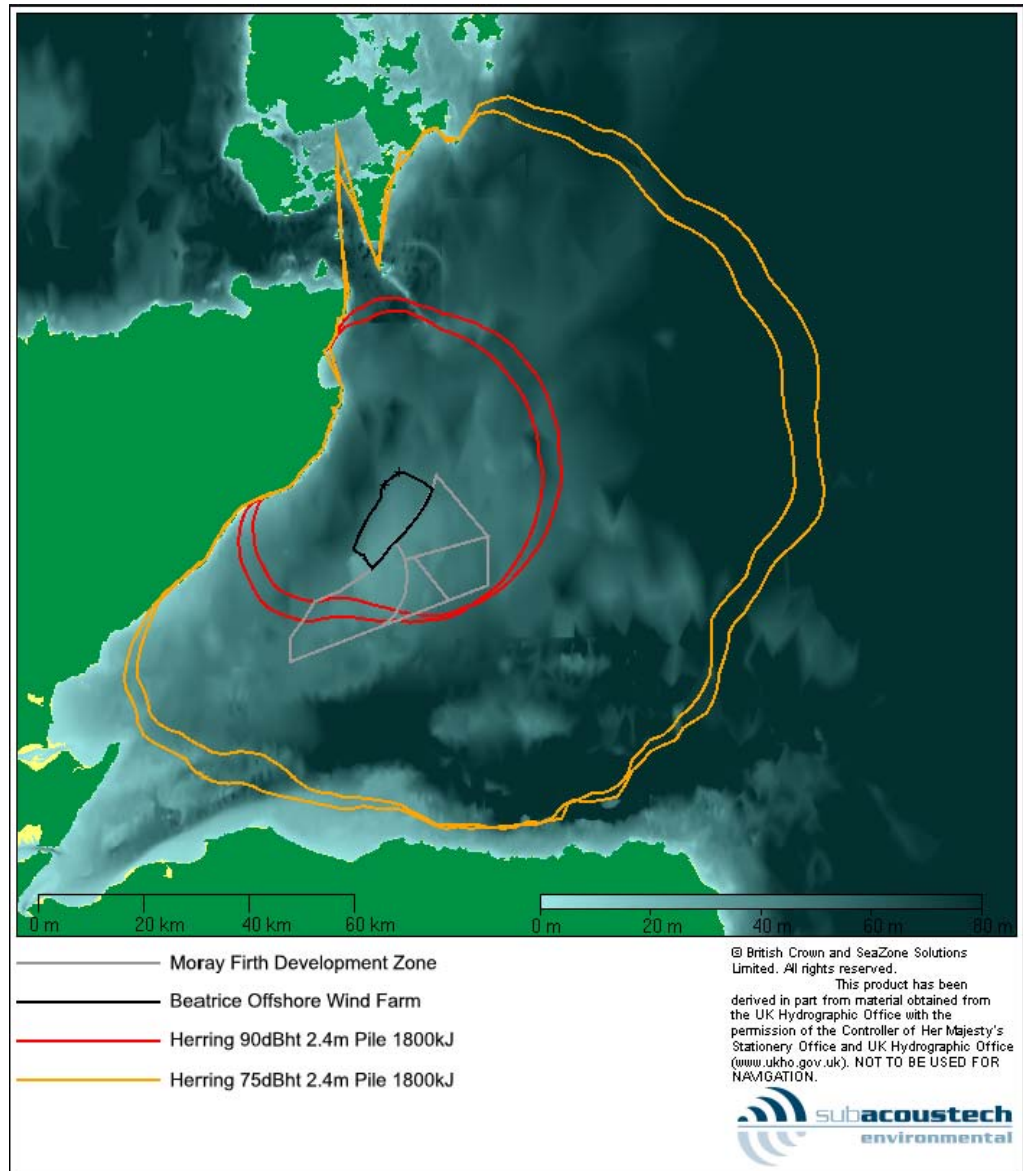 0 m 20 km 40 km 60 km 0 m 20 m 40 m 60 m 80 m
Moray Firth Development Zone
Beatrice Offshore Wind Farm
Herring 90dBht 2.4m Pile 1800kJ
Herring 75dBht 2.4m Pile 1800kJ
© British Crown and SeaZone Solutions
Limited. All rights reserved.
This product has been
derived in part from material obtained from
the UK Hydrographic Office with the
permission of the Controller of Her Majesty's
Stationery Office and UK Hydrographic Office
(www.ukho.gov.uk). NOT TO BE USED FOR
NAVIGATION.
subacoustech
environmental